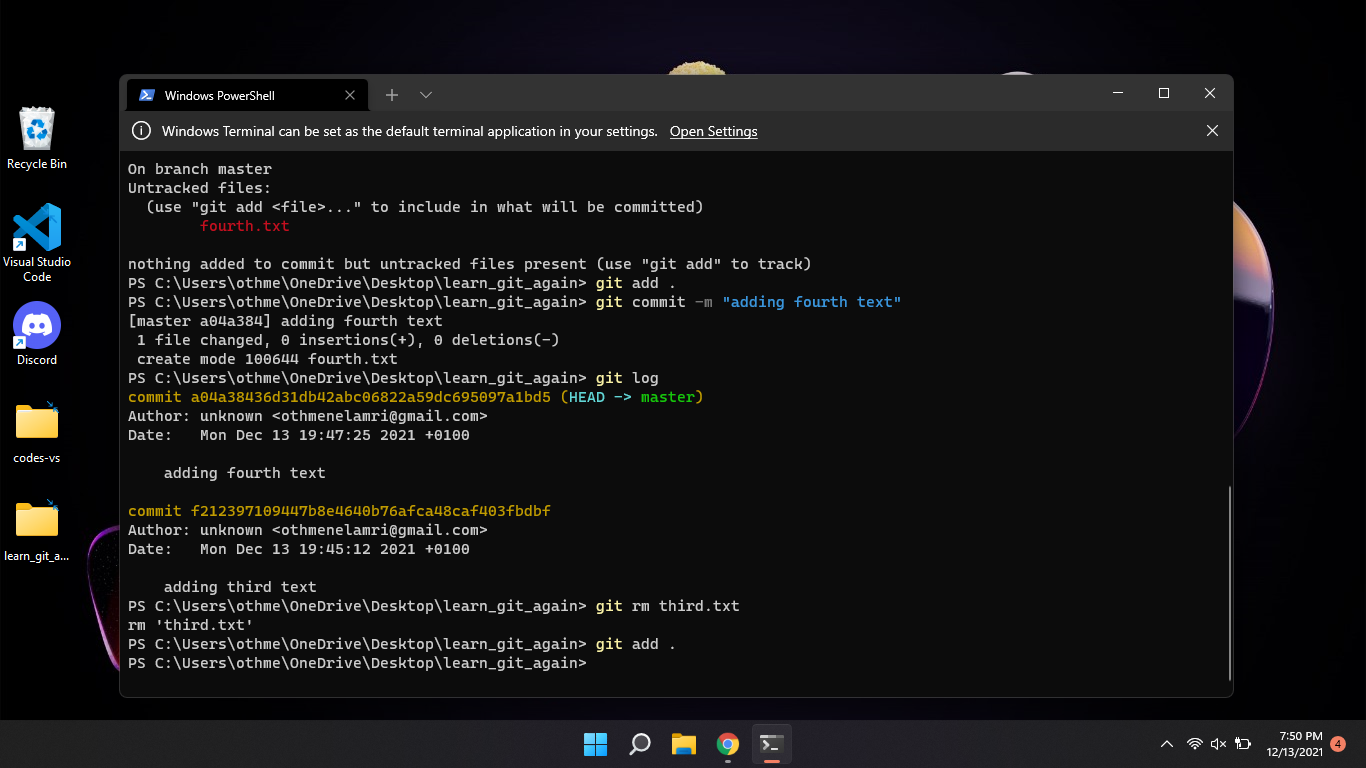 Windows PowerShell
Windows Terminal can be set as the default terminal application in your settings. Open Settings
Recycle Bin
Visual Studio
Code
Discord
codes-vs
learn_git_a...
On branch master
Untracked files:
  (use "git add <file>..." to include in what will be committed)
        fourth.txt
nothing added to commit but untracked files present (use "git add" to track)
PS C:\Users\othme\OneDrive\Desktop\learn_git_again> git add .
PS C:\Users\othme\OneDrive\Desktop\learn_git_again> git commit -m "adding fourth text"
[master a04a384] adding fourth text
 1 file changed, 0 insertions(+), 0 deletions(-)
 create mode 100644 fourth.txt
PS C:\Users\othme\OneDrive\Desktop\learn_git_again> git log
commit a04a38436d31db42abc06822a59dc695097a1bd5 (HEAD -> master)
Author: unknown <othmenelamri@gmail.com>
Date:   Mon Dec 13 19:47:25 2021 +0100
    adding fourth text
commit f212397109447b8e4640b76afca48caf403fbdbf
Author: unknown <othmenelamri@gmail.com>
Date:   Mon Dec 13 19:45:12 2021 +0100
    adding third text
PS C:\Users\othme\OneDrive\Desktop\learn_git_again> git rm third.txt
rm 'third.txt'
PS C:\Users\othme\OneDrive\Desktop\learn_git_again> git add .
PS C:\Users\othme\OneDrive\Desktop\learn_git_again>
7:50 PM
12/13/2021
4